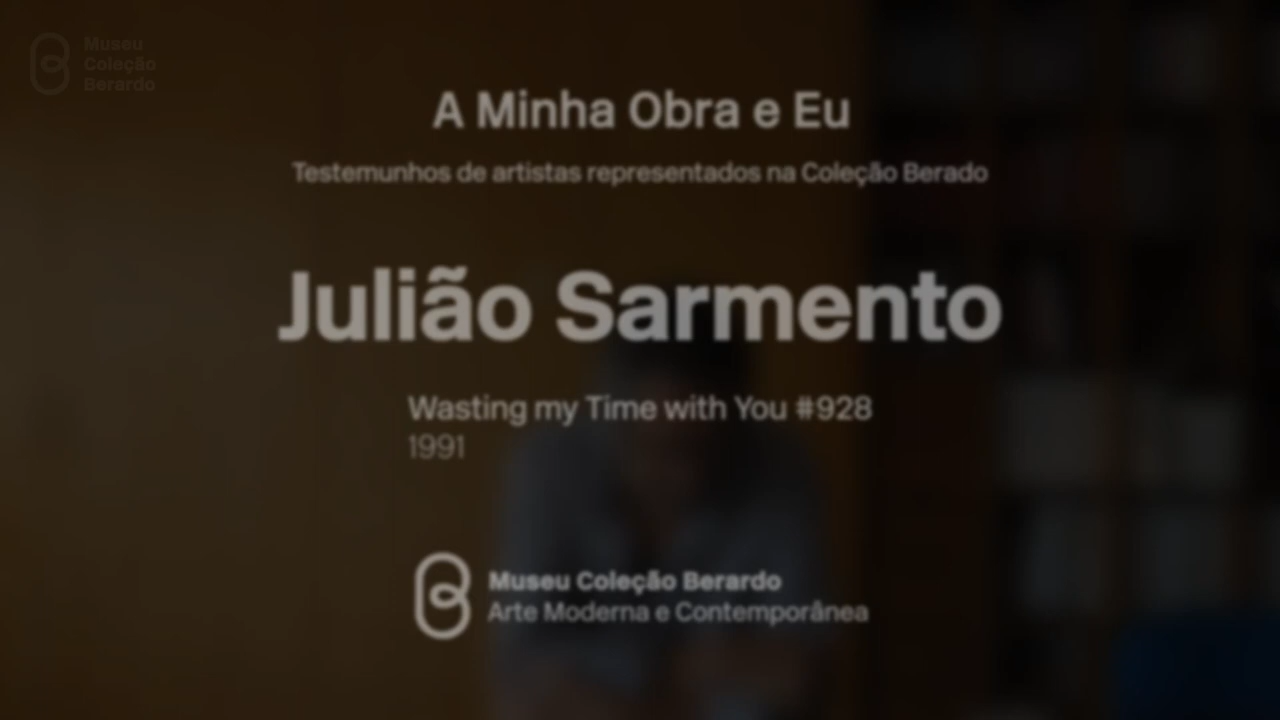 Museu
Coleção
Berardo
A Minha Obra e Eu
Testemunhos de artistas representados na Coleção Berado
Julião Sarmento
Wasting my Time with You #928
1991
Museu Coleção Berardo
Arte Moderna e Contemporânea